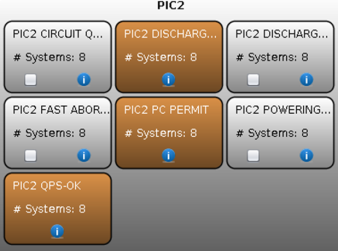 PIC2
PIC2 CIRCUIT Q...
PIC2 DISCHARG...
PIC2 DISCHARG...
# Systems: 8
# Systems: 8
# Systems: 8
PIC2 FAST ABOR...
PIC2 PC PERMIT
PIC2 POWERING...
# Systems: 8
# Systems: 8
# Systems: 8
PIC2 QPS-OK
# Systems: 8